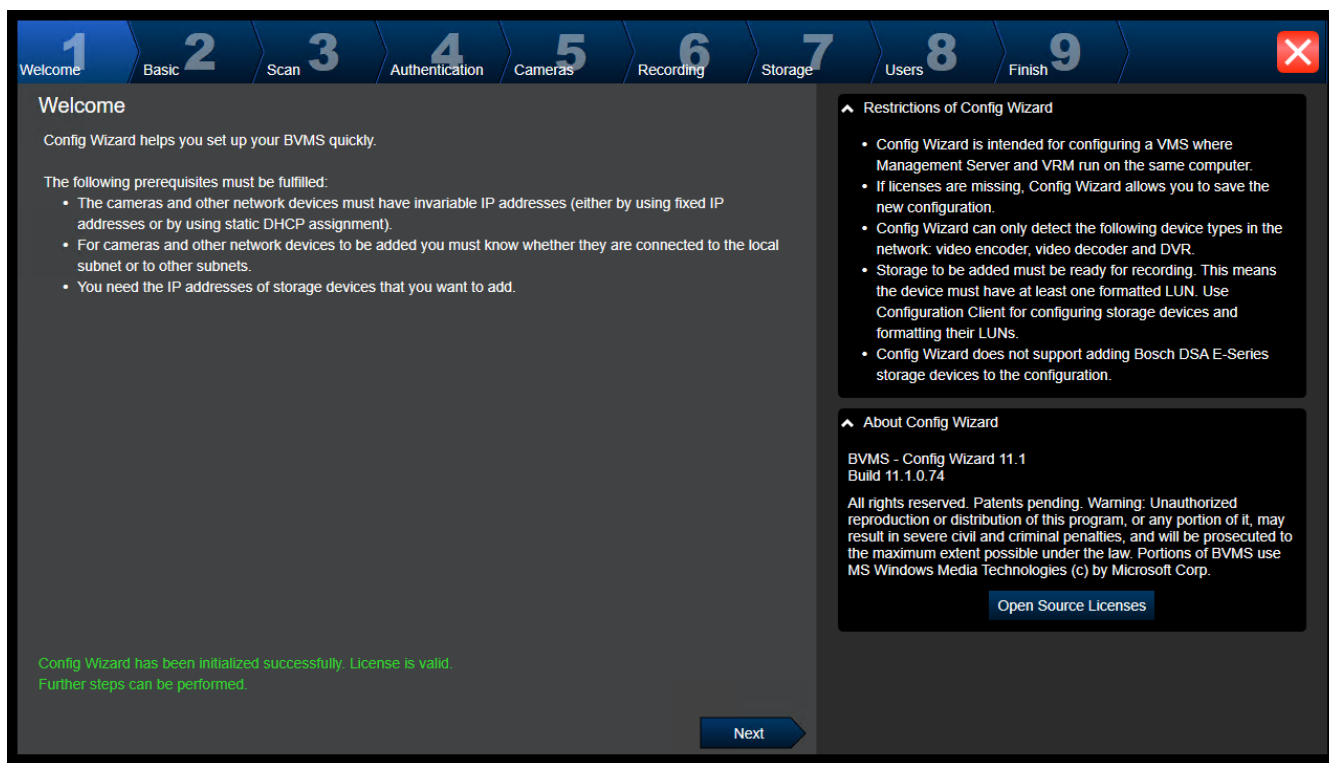 1 2 3 4 5 6 7 8 9
Welcome Basic Scan Authentication Cameras Recording Storage Users Finish
Welcome
Config Wizard helps you set up your BVMS quickly.
The following prerequisites must be fulfilled:
• The cameras and other network devices must have invariable IP addresses (either by using fixed IP
addresses or by using static DHCP assignment).
• For cameras and other network devices to be added you must know whether they are connected to the local
subnet or to other subnets.
• You need the IP addresses of storage devices that you want to add.
Config Wizard has been initialized successfully. License is valid.
Further steps can be performed.
Next
Restrictions of Config Wizard
• Config Wizard is intended for configuring a VMS where
Management Server and VRM run on the same computer.
• If licenses are missing, Config Wizard allows you to save the
new configuration.
• Config Wizard can only detect the following device types in the
network: video encoder, video decoder and DVR.
• Storage to be added must be ready for recording. This means
the device must have at least one formatted LUN. Use
Configuration Client for configuring storage devices and
formatting their LUNs.
• Config Wizard does not support adding Bosch DSA E-Series
storage devices to the configuration.
About Config Wizard
BVMS - Config Wizard 11.1
Build 11.1.0.74
All rights reserved. Patents pending. Warning: Unauthorized
reproduction or distribution of this program, or any portion of it, may
result in severe civil and criminal penalties, and will be prosecuted to
the maximum extent possible under the law. Portions of BVMS use
MS Windows Media Technologies (c) by Microsoft Corp.
Open Source Licenses